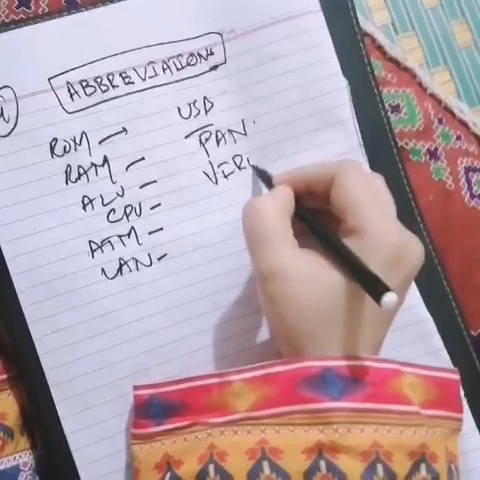 ABBREVIATIONS
ROM →
RAM –
ALU –
CPU –
ATM –
LAN –
USD
PAN
VIR